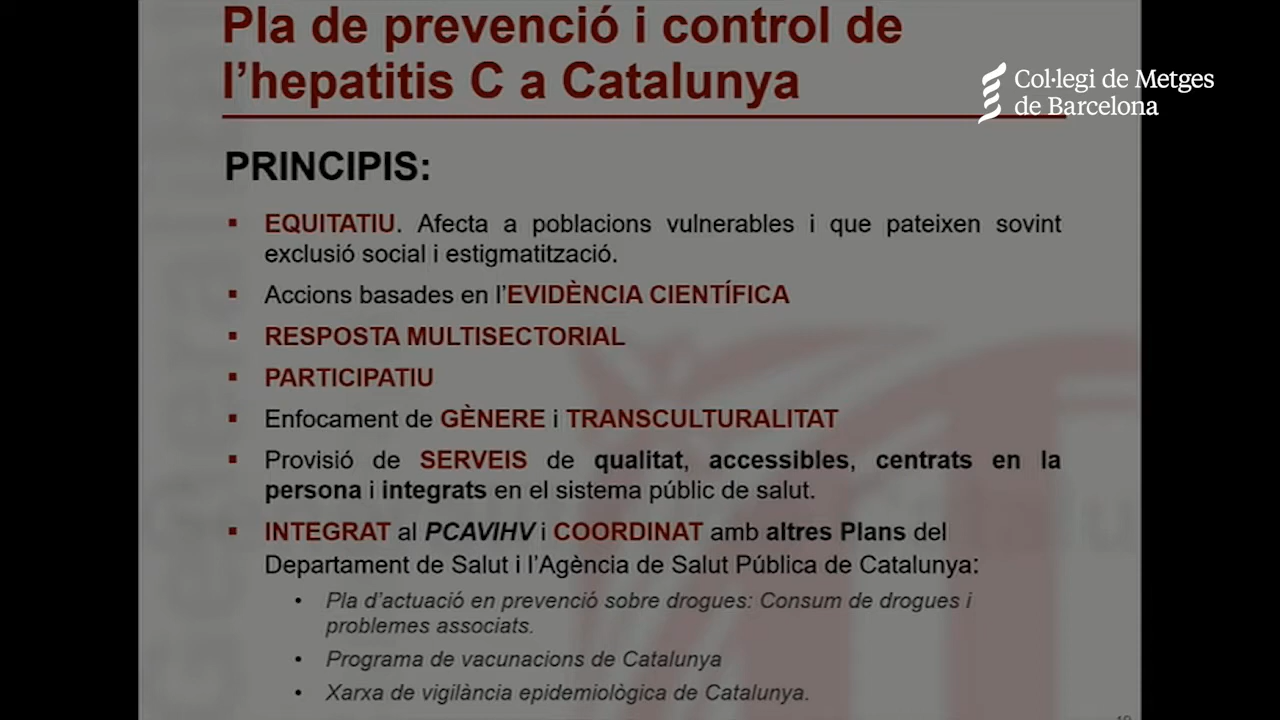 Pla de prevenció i control de
l'hepatitis C a Catalunya
Col·legi de Metges
de Barcelona
PRINCIPIS:
▪ EQUITATIU. Afecta a poblacions vulnerables i que pateixen sovint
exclusió social i estigmatització.
▪ Accions basades en l'EVIDÈNCIA CIENTÍFICA
▪ RESPOSTA MULTISECTORIAL
▪ PARTICIPATIU
▪ Enfocament de GÈNERE i TRANSCULTURALITAT
▪ Provisió de SERVEIS de qualitat, accessibles, centrats en la
persona i integrats en el sistema públic de salut.
▪ INTEGRAT al PCAVIHV i COORDINAT amb altres Plans del
Departament de Salut i l'Agència de Salut Pública de Catalunya:
• Pla d'actuació en prevenció sobre drogues: Consum de drogues i
problemes associats.
• Programa de vacunacions de Catalunya
• Xarxa de vigilància epidemiològica de Catalunya.